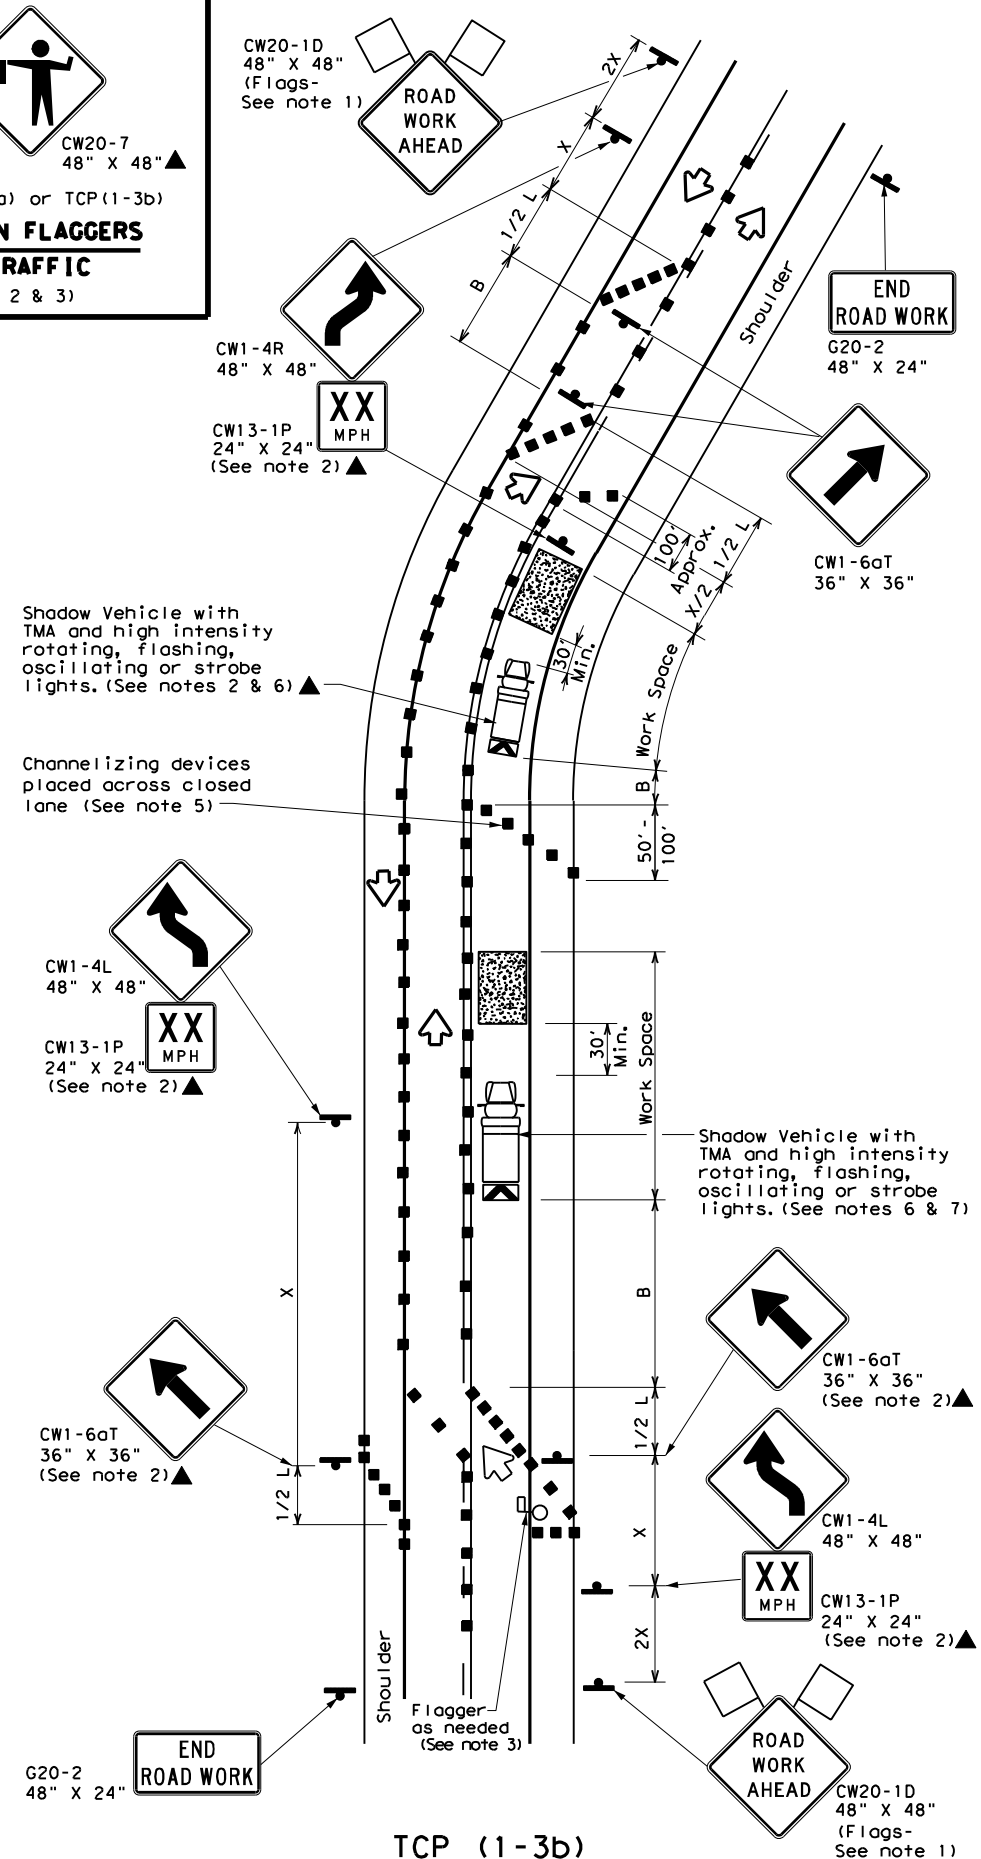 CW20-7
48" X 48"
a) or TCP(1-3b)
N FLAGGERS
RAFFIC
2 & 3)
CW20-1D
48" X 48"
(Flags-
See note 1)
ROAD
WORK
AHEAD
2X
X
1/2 L
B
CW1-4R
48" X 48"
XX
MPH
CW13-1P
24" X 24"
(See note 2)
Shoulder
END
ROAD WORK
G20-2
48" X 24"
CW1-6aT
36" X 36"
100'
Approx.
1/2 L
X/2
30'
Min.
Work Space
B
50' -
100'
Shadow Vehicle with
TMA and high intensity
rotating, flashing,
oscillating or strobe
lights. (See notes 2 & 6)
Channelizing devices
placed across closed
lane (See note 5)
CW1-4L
48" X 48"
XX
MPH
CW13-1P
24" X 24"
(See note 2)
30'
Min.
Work Space
Shadow Vehicle with
TMA and high intensity
rotating, flashing,
oscillating or strobe
lights. (See notes 6 & 7)
X
B
CW1-6aT
36" X 36"
(See note 2)
1/2 L
1/2 L
CW1-6aT
36" X 36"
(See note 2)
X
CW1-4L
48" X 48"
XX
MPH
CW13-1P
24" X 24"
(See note 2)
2X
Shoulder
Flagger
as needed
(See note 3)
END
ROAD WORK
G20-2
48" X 24"
ROAD
WORK
AHEAD
CW20-1D
48" X 48"
(Flags-
See note 1)
TCP (1-3b)